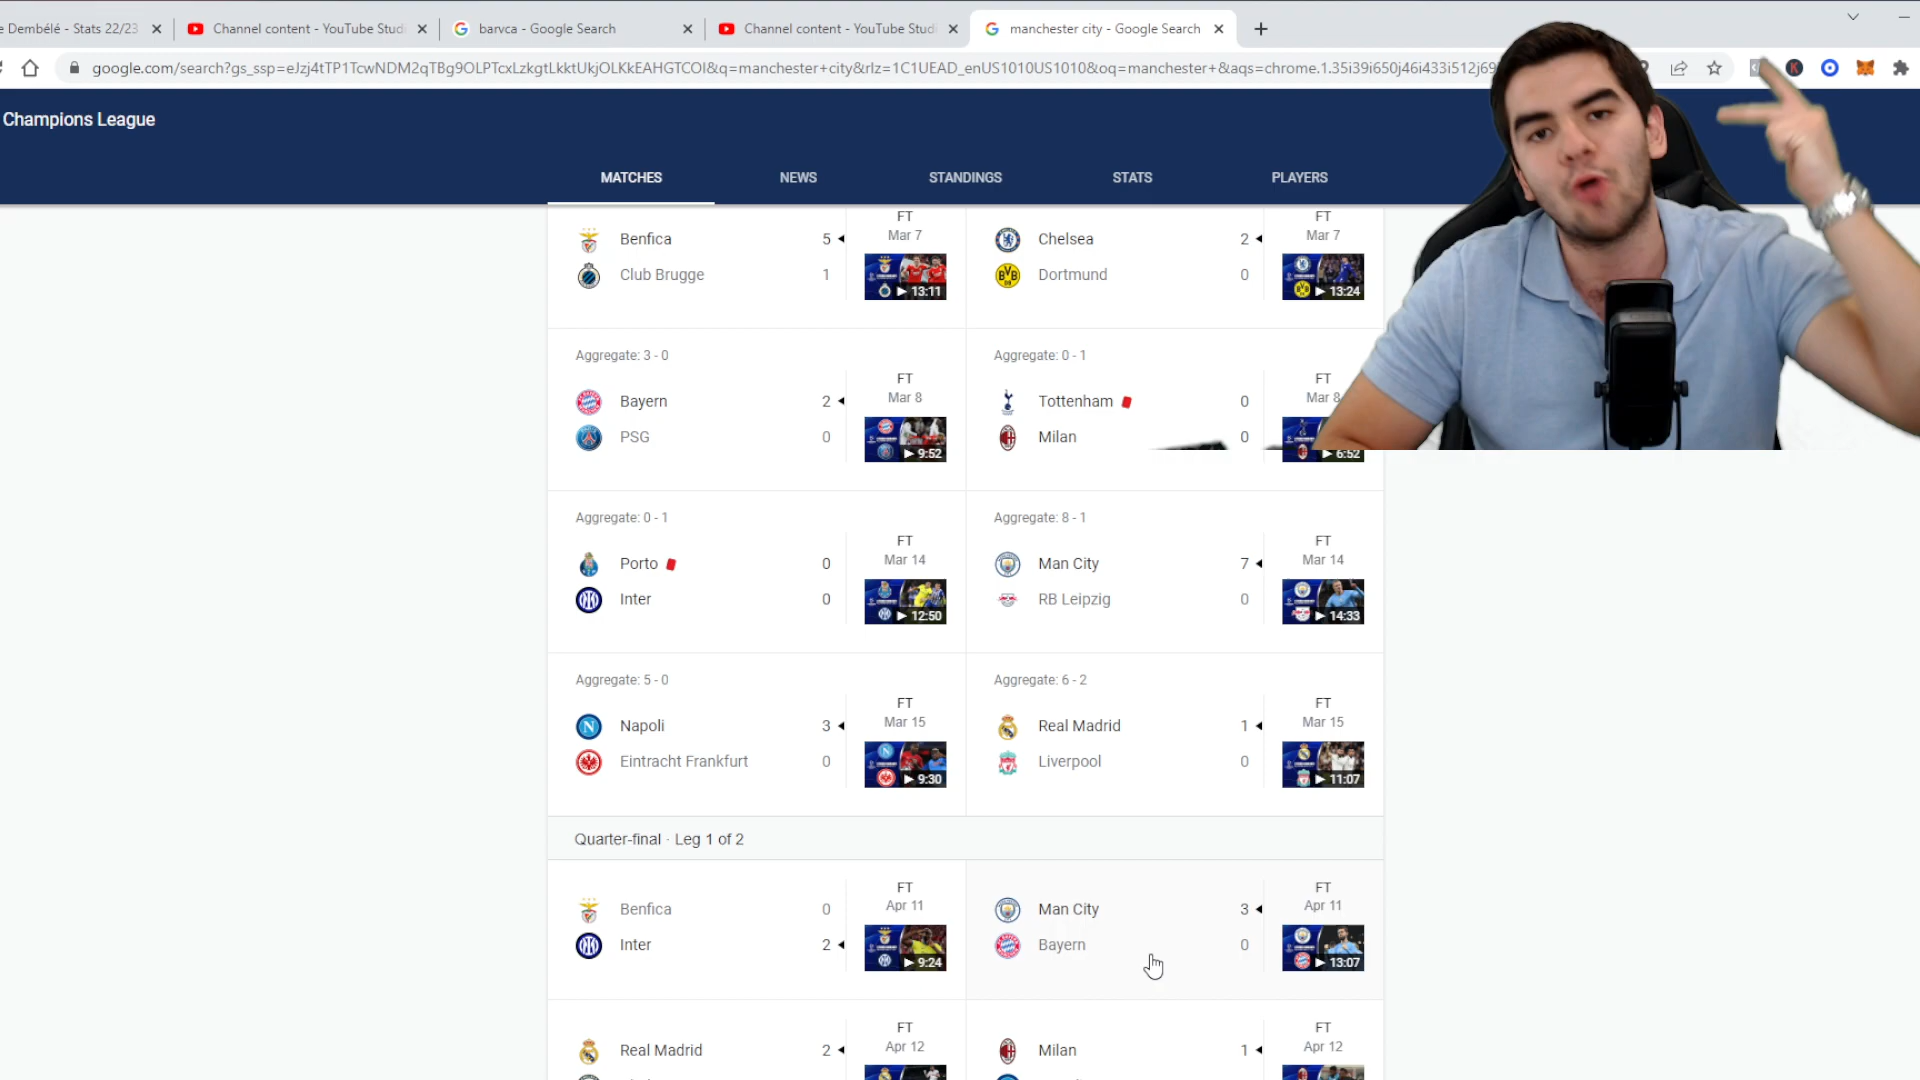 e Dembélé - Stats 22/23
Channel content - YouTube Studi
barvca - Google Search
Channel content - YouTube Studi
manchester city - Google Search
google.com/search?gs_ssp=eJzj4tTP1TcwNDM2qTBg9OLPTcxLzkgtLkktUkjOLKkEAHGTCOI&q=manchester+city&rlz=1C1UEAD_enUS1010US1010&oq=manchester+&aqs=chrome.1.35i39i650j46i433i512j69
Champions League
MATCHES
NEWS
STANDINGS
STATS
PLAYERS
Benfica 5
Club Brugge 1
FT
Mar 7
13:11
Chelsea 2
Dortmund 0
FT
Mar 7
13:24
Aggregate: 3 - 0
Bayern 2
PSG 0
FT
Mar 8
9:52
Aggregate: 0 - 1
Tottenham 0
Milan 0
FT
Mar 8
6:52
Aggregate: 0 - 1
Porto 0
Inter 0
FT
Mar 14
12:50
Aggregate: 8 - 1
Man City 7
RB Leipzig 0
FT
Mar 14
14:33
Aggregate: 5 - 0
Napoli 3
Eintracht Frankfurt 0
FT
Mar 15
9:30
Aggregate: 6 - 2
Real Madrid 1
Liverpool 0
FT
Mar 15
11:07
Quarter-final · Leg 1 of 2
Benfica 0
Inter 2
FT
Apr 11
9:24
Man City 3
Bayern 0
FT
Apr 11
13:07
Real Madrid 2
FT
Apr 12
Milan 1
FT
Apr 12